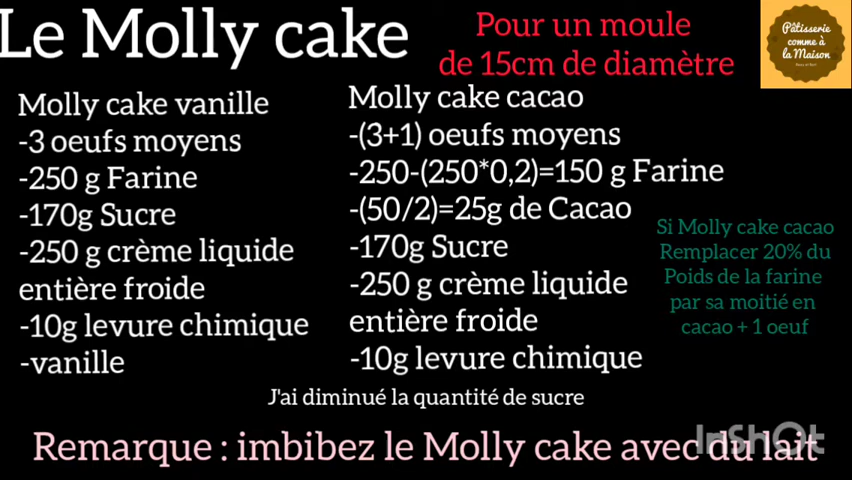 Le Molly cake
Pour un moule
de 15cm de diamètre
Pâtisserie
comme à
la Maison
Molly cake vanille
-3 oeufs moyens
-250 g Farine
-170g Sucre
-250 g crème liquide
entière froide
-10g levure chimique
-vanille
Molly cake cacao
-(3+1) oeufs moyens
-250-(250*0,2)=150 g Farine
-(50/2)=25g de Cacao
-170g Sucre
-250 g crème liquide
entière froide
-10g levure chimique
Si Molly cake cacao
Remplacer 20% du
Poids de la farine
par sa moitié en
cacao + 1 oeuf
J'ai diminué la quantité de sucre
Remarque : imbibez le Molly cake avec du lait
InShOt